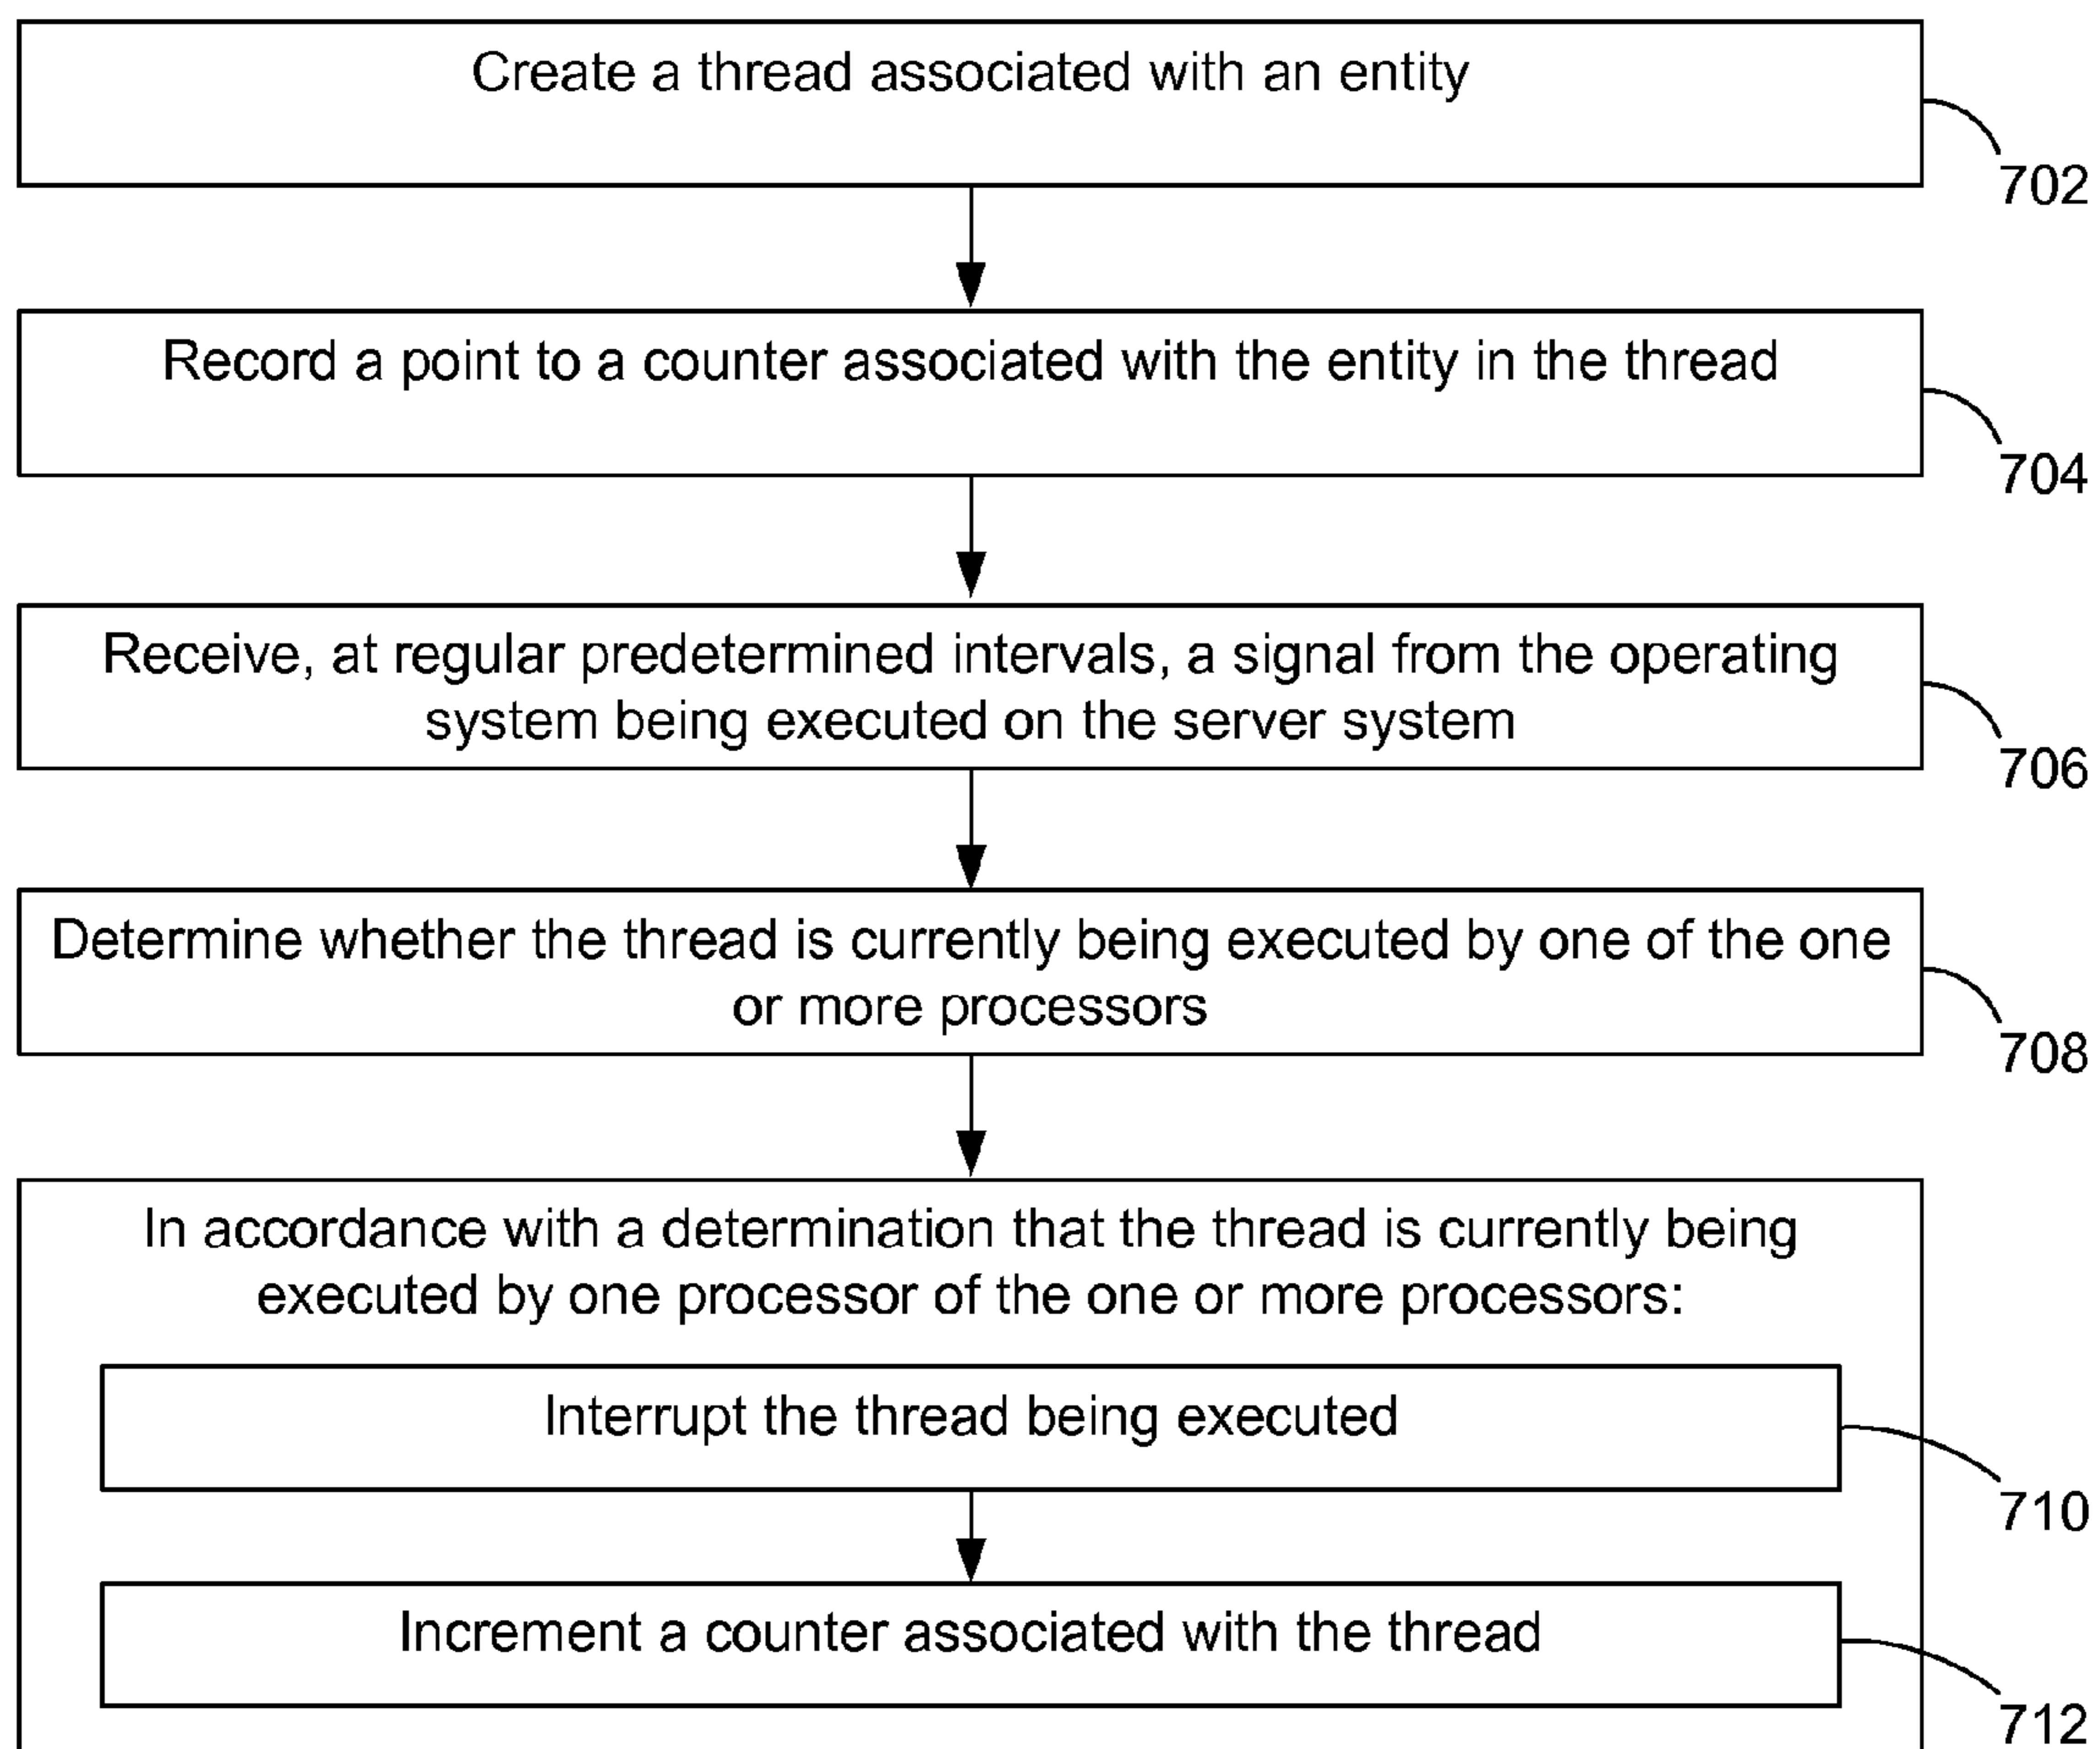 Create a thread associated with an entity
702
Record a point to a counter associated with the entity in the thread
704
Receive, at regular predetermined intervals, a signal from the operating
system being executed on the server system
706
Determine whether the thread is currently being executed by one of the one
or more processors
708
In accordance with a determination that the thread is currently being
executed by one processor of the one or more processors:
Interrupt the thread being executed
710
Increment a counter associated with the thread
712